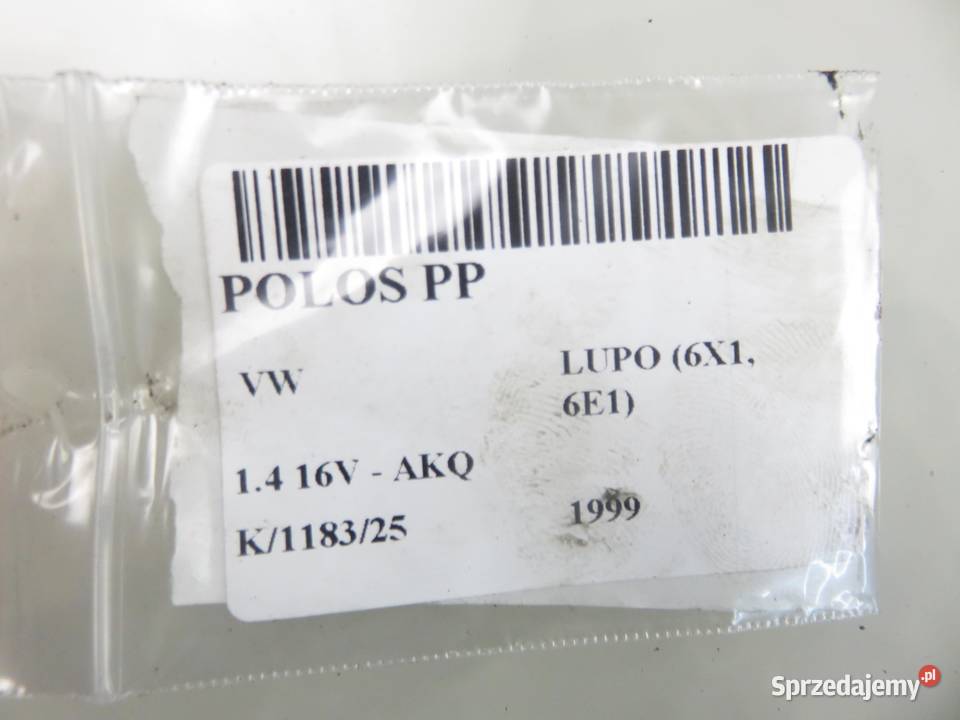 POLOS PP
VW
LUPO (6X1,
6E1)
1.4 16V - AKQ
K/1183/25
1999
Sprzedajemy.pl